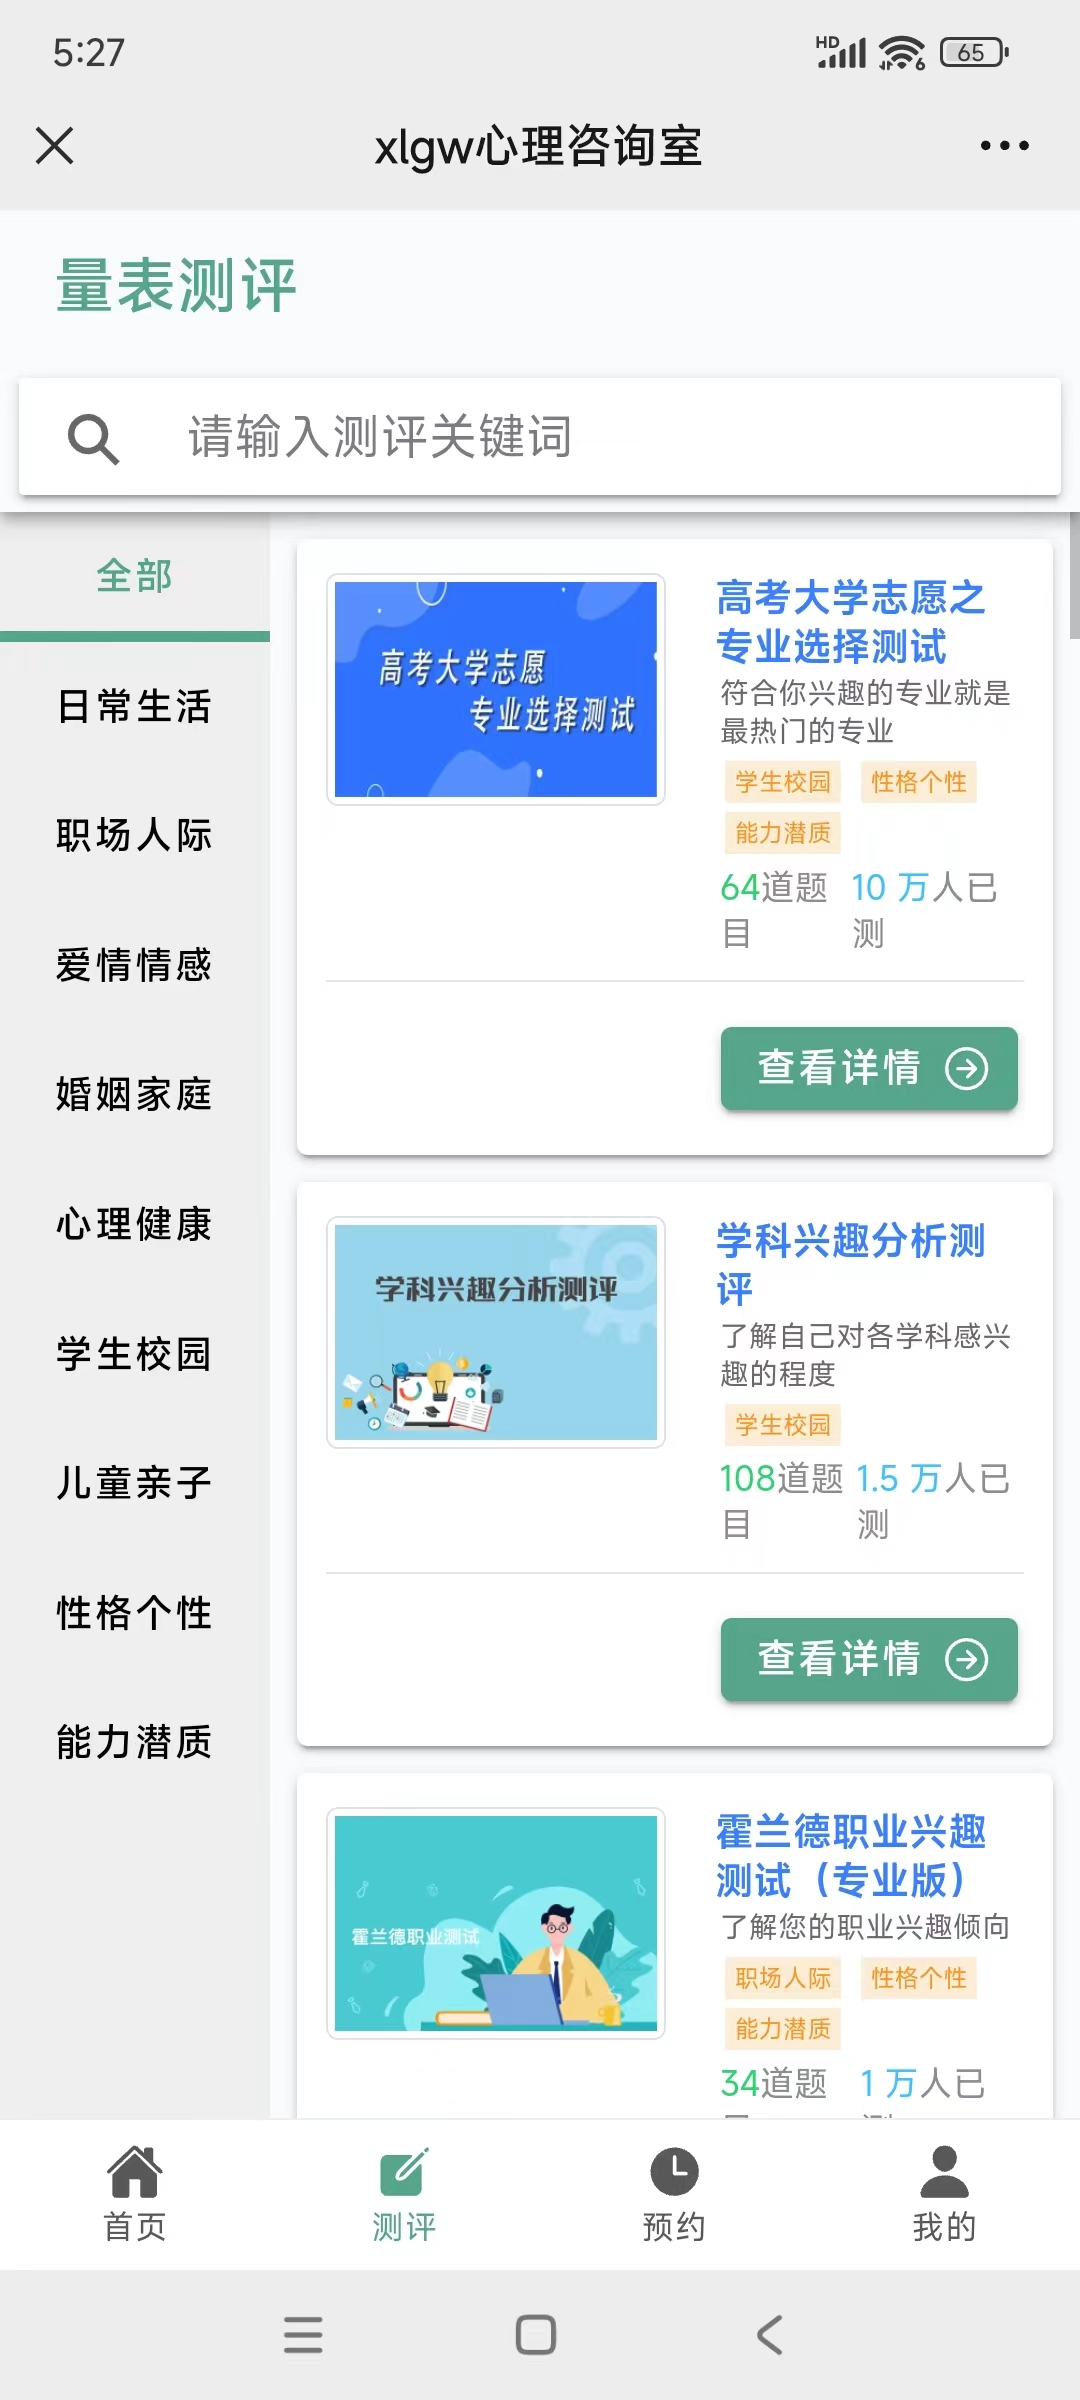 5:27
HD
6
65
xlgw心理咨询室
量表测评
请输入测评关键词
全部
日常生活
职场人际
爱情情感
婚姻家庭
心理健康
学生校园
儿童亲子
性格个性
能力潜质
高考大学志愿
专业选择测试
高考大学志愿之
专业选择测试
符合你兴趣的专业就是
最热门的专业
学生校园 性格个性
能力潜质
64道题 10 万人已
目 测
查看详情
学科兴趣分析测评
学科兴趣分析测
评
了解自己对各学科感兴
趣的程度
学生校园
108道题 1.5 万人已
目 测
查看详情
霍兰德职业测试
霍兰德职业兴趣
测试（专业版）
了解您的职业兴趣倾向
职场人际 性格个性
能力潜质
34道题 1 万人已
首页
测评
预约
我的